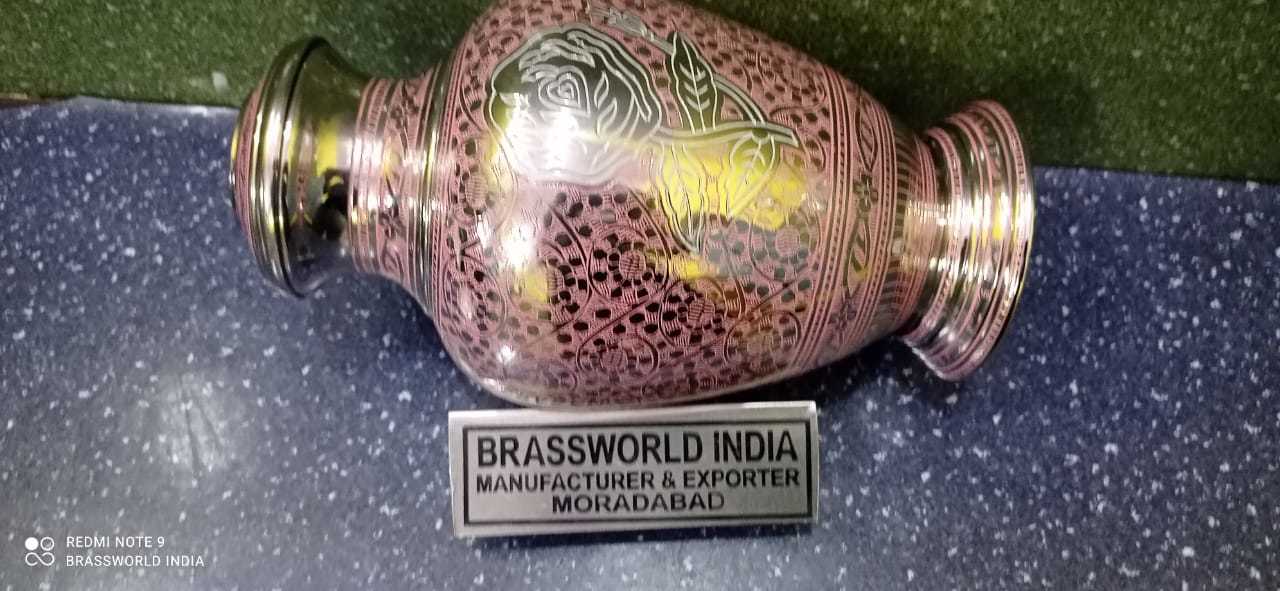 BRASSWORLD iNDIA
MANUFACTURER & EXPORTER
MORADABAD
REDMI NOTE 9
BRASSWORLD INDIA